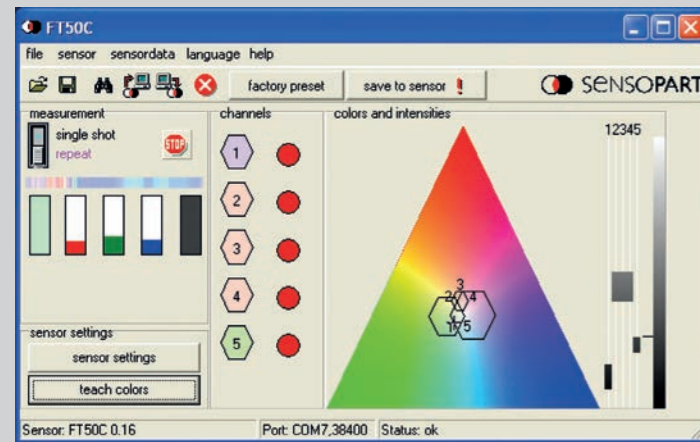 FT50C
file sensor sensordata language help
factory preset save to sensor ! SENSOPART
measurement
single shot
repeat
STOP
channels
1
2
3
4
5
colors and intensities
12345
3
2 4
1 5
sensor settings
sensor settings
teach colors
Sensor: FT50C 0.16 Port: COM7,38400 Status: ok